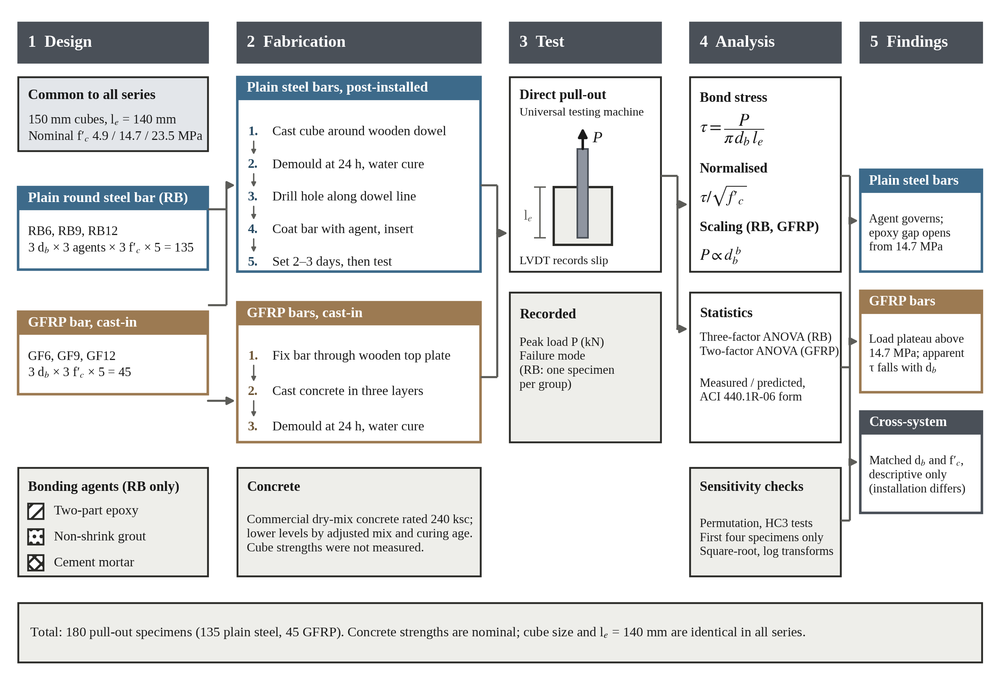 1 Design
Common to all series
150 mm cubes, lₑ = 140 mm
Nominal f′c 4.9 / 14.7 / 23.5 MPa
Plain round steel bar (RB)
RB6, RB9, RB12
3 d_b × 3 agents × 3 f′c × 5 = 135
GFRP bar, cast-in
GF6, GF9, GF12
3 d_b × 3 f′c × 5 = 45
Bonding agents (RB only)
Two-part epoxy
Non-shrink grout
Cement mortar
2 Fabrication
Plain steel bars, post-installed
1. Cast cube around wooden dowel
2. Demould at 24 h, water cure
3. Drill hole along dowel line
4. Coat bar with agent, insert
5. Set 2–3 days, then test
GFRP bars, cast-in
1. Fix bar through wooden top plate
2. Cast concrete in three layers
3. Demould at 24 h, water cure
Concrete
Commercial dry-mix concrete rated 240 ksc;
lower levels by adjusted mix and curing age.
Cube strengths were not measured.
3 Test
Direct pull-out
Universal testing machine
P
lₑ
LVDT records slip
Recorded
Peak load P (kN)
Failure mode
(RB: one specimen
per group)
4 Analysis
Bond stress
τ = P / (π d_b lₑ)
Normalised
τ/√f′c
Scaling (RB, GFRP)
P ∝ d_b^b
Statistics
Three-factor ANOVA (RB)
Two-factor ANOVA (GFRP)
Measured / predicted,
ACI 440.1R-06 form
Sensitivity checks
Permutation, HC3 tests
First four specimens only
Square-root, log transforms
5 Findings
Plain steel bars
Agent governs;
epoxy gap opens
from 14.7 MPa
GFRP bars
Load plateau above
14.7 MPa; apparent
τ falls with d_b
Cross-system
Matched d_b and f′c,
descriptive only
(installation differs)
Total: 180 pull-out specimens (135 plain steel, 45 GFRP). Concrete strengths are nominal; cube size and lₑ = 140 mm are identical in all series.